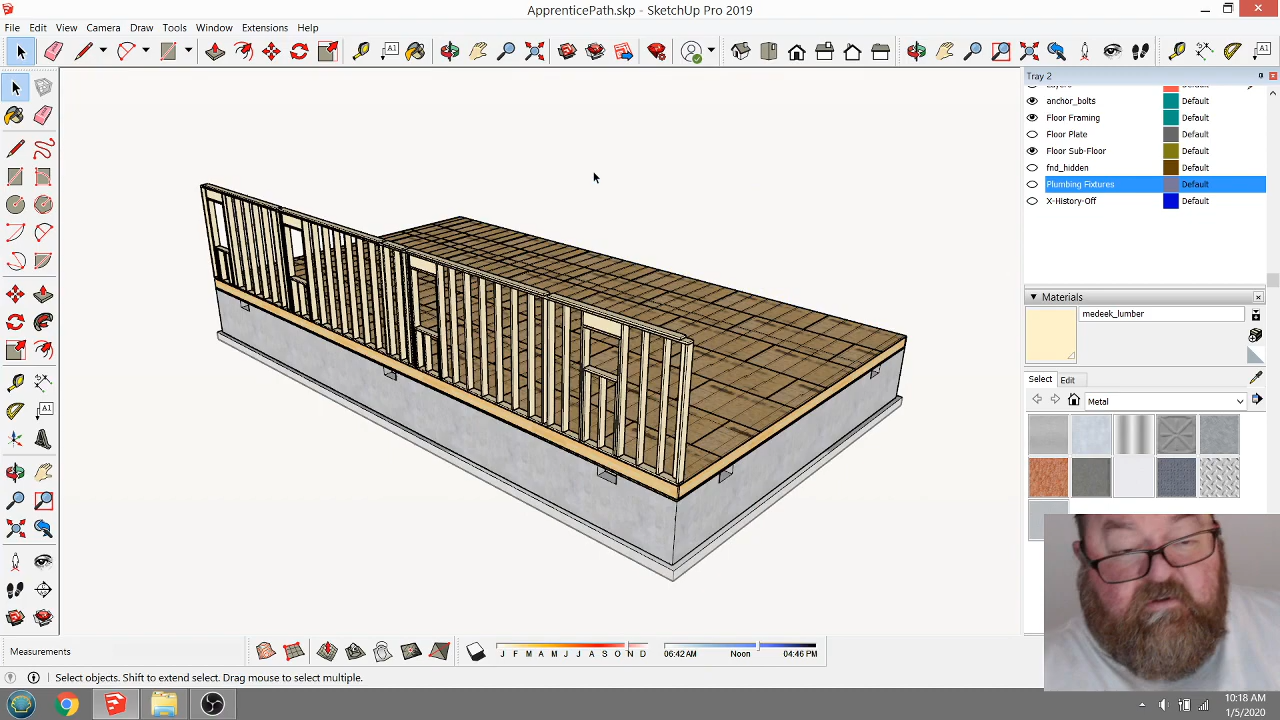 ApprenticePath.skp - SketchUp Pro 2019
File Edit View Camera Draw Tools Window Extensions Help
Tray 2
anchor_bolts Default
Floor Framing Default
Floor Plate Default
Floor Sub-Floor Default
fnd_hidden Default
Plumbing Fixtures Default
X-History-Off Default
Materials
medeek_lumber
Select Edit
Metal
Measurements
J F M A M J J A S O N D
06:42 AM Noon 04:46 PM
Select objects. Shift to extend select. Drag mouse to select multiple.
10:18 AM
1/5/2020